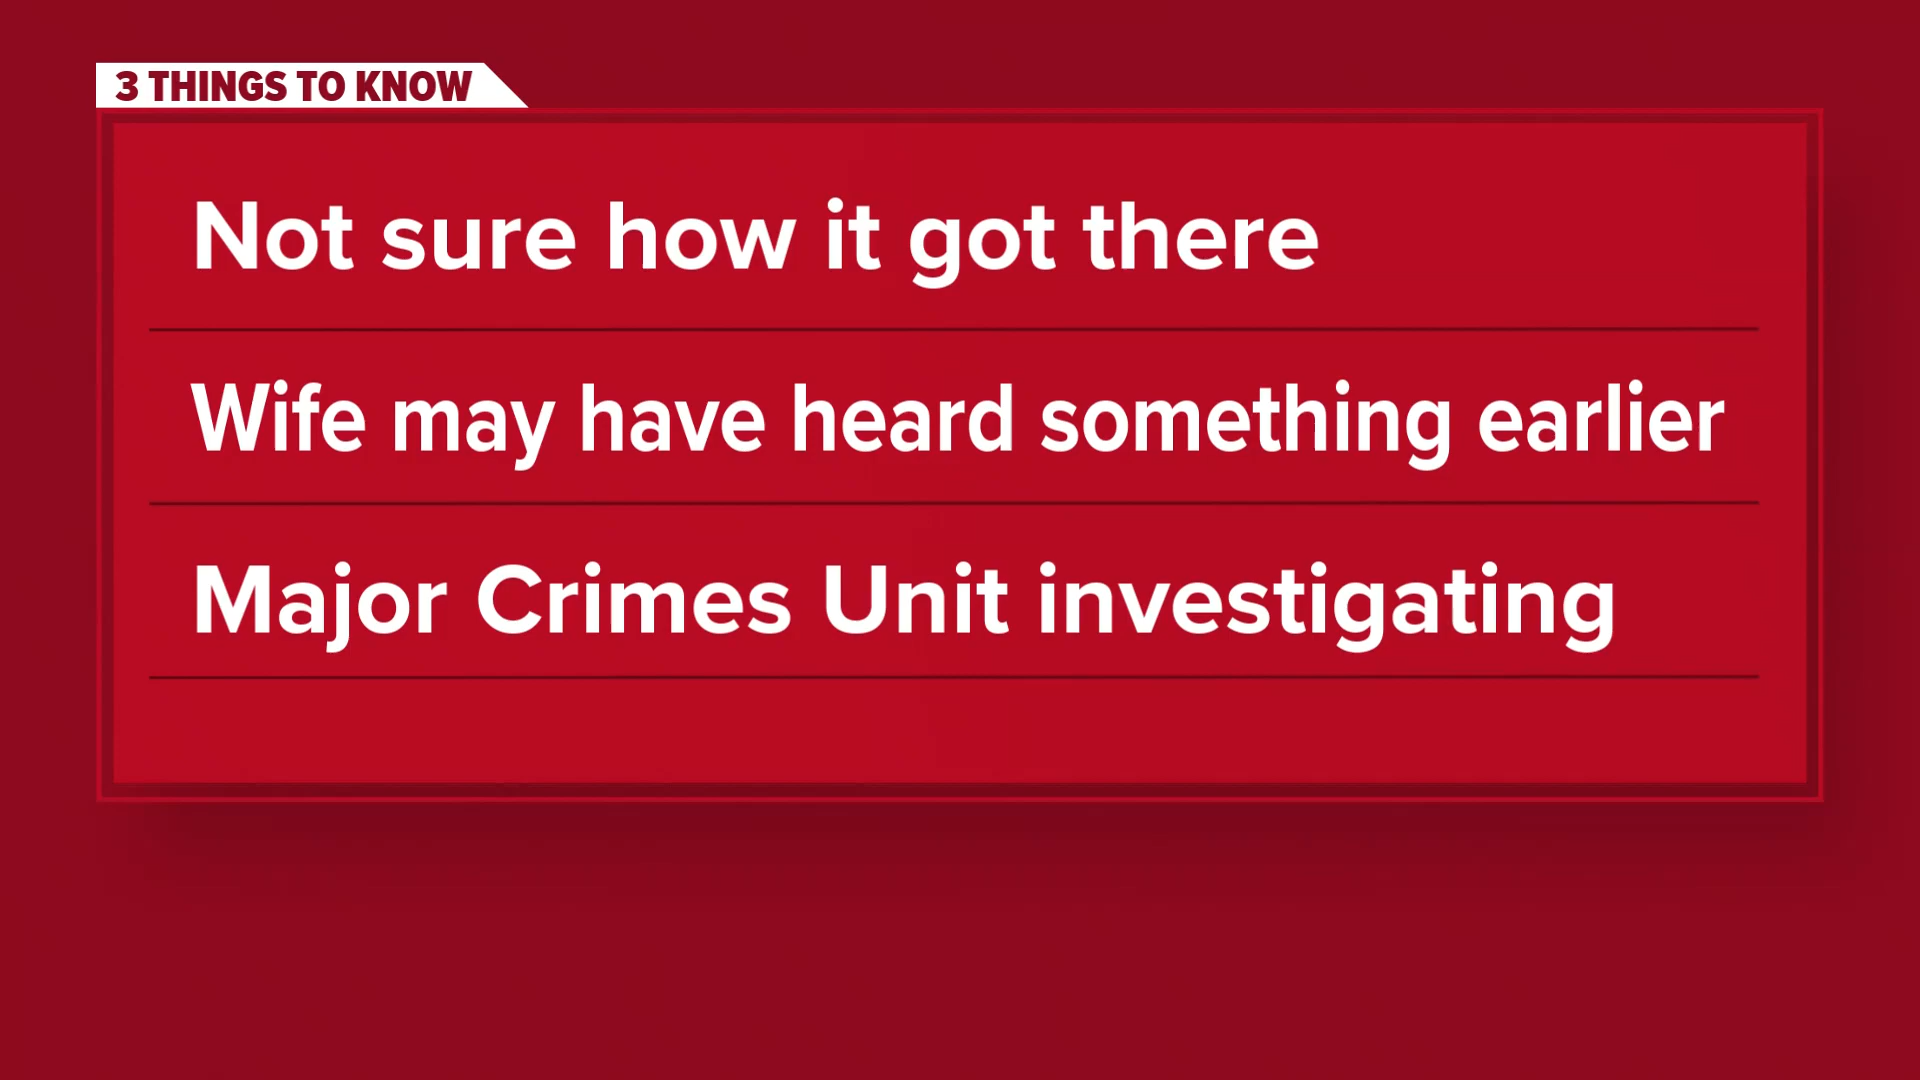 3 THINGS TO KNOW
Not sure how it got there
Wife may have heard something earlier
Major Crimes Unit investigating